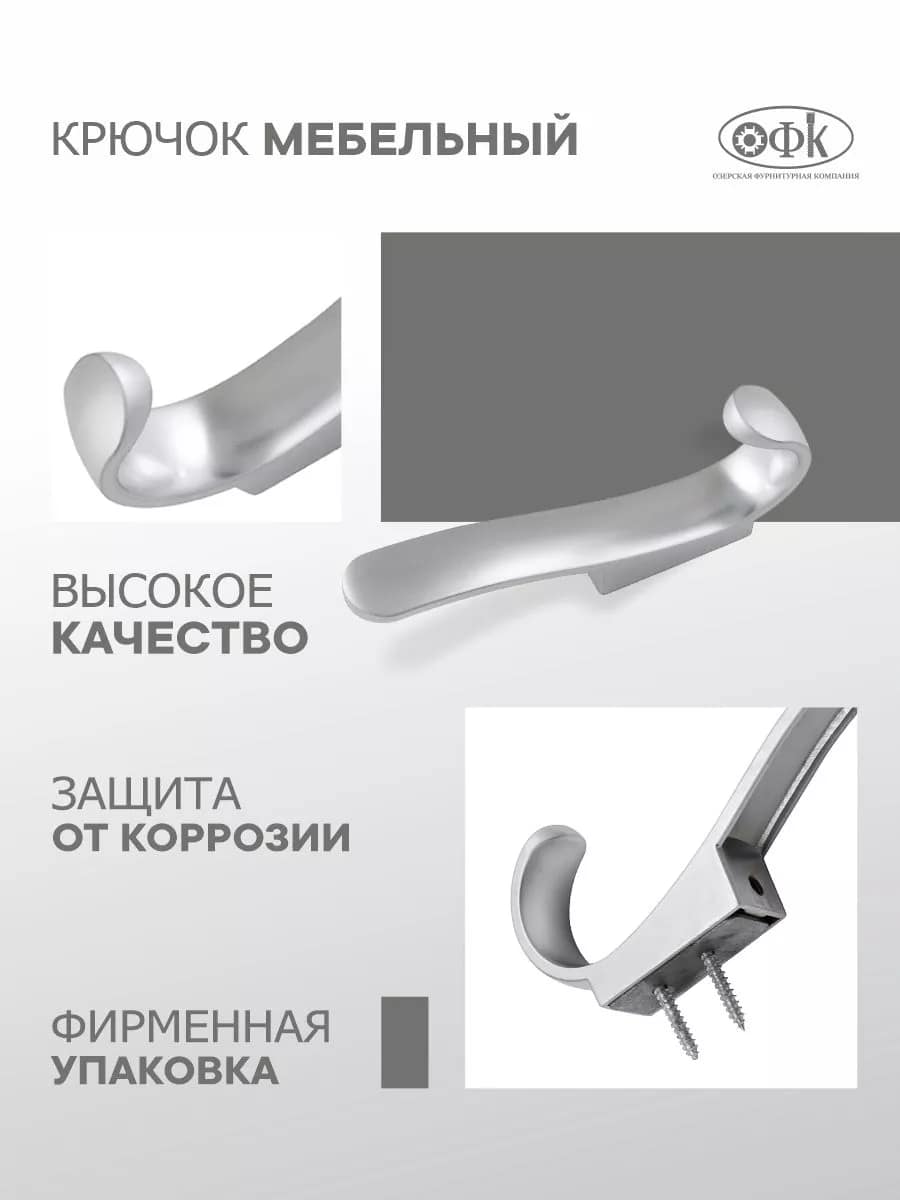 КРЮЧОК МЕБЕЛЬНЫЙ
ОФК
ОЗЕРСКАЯ ФУРНИТУРНАЯ КОМПАНИЯ
ВЫСОКОЕ
КАЧЕСТВО
ЗАЩИТА
ОТ КОРРОЗИИ
ФИРМЕННАЯ
УПАКОВКА